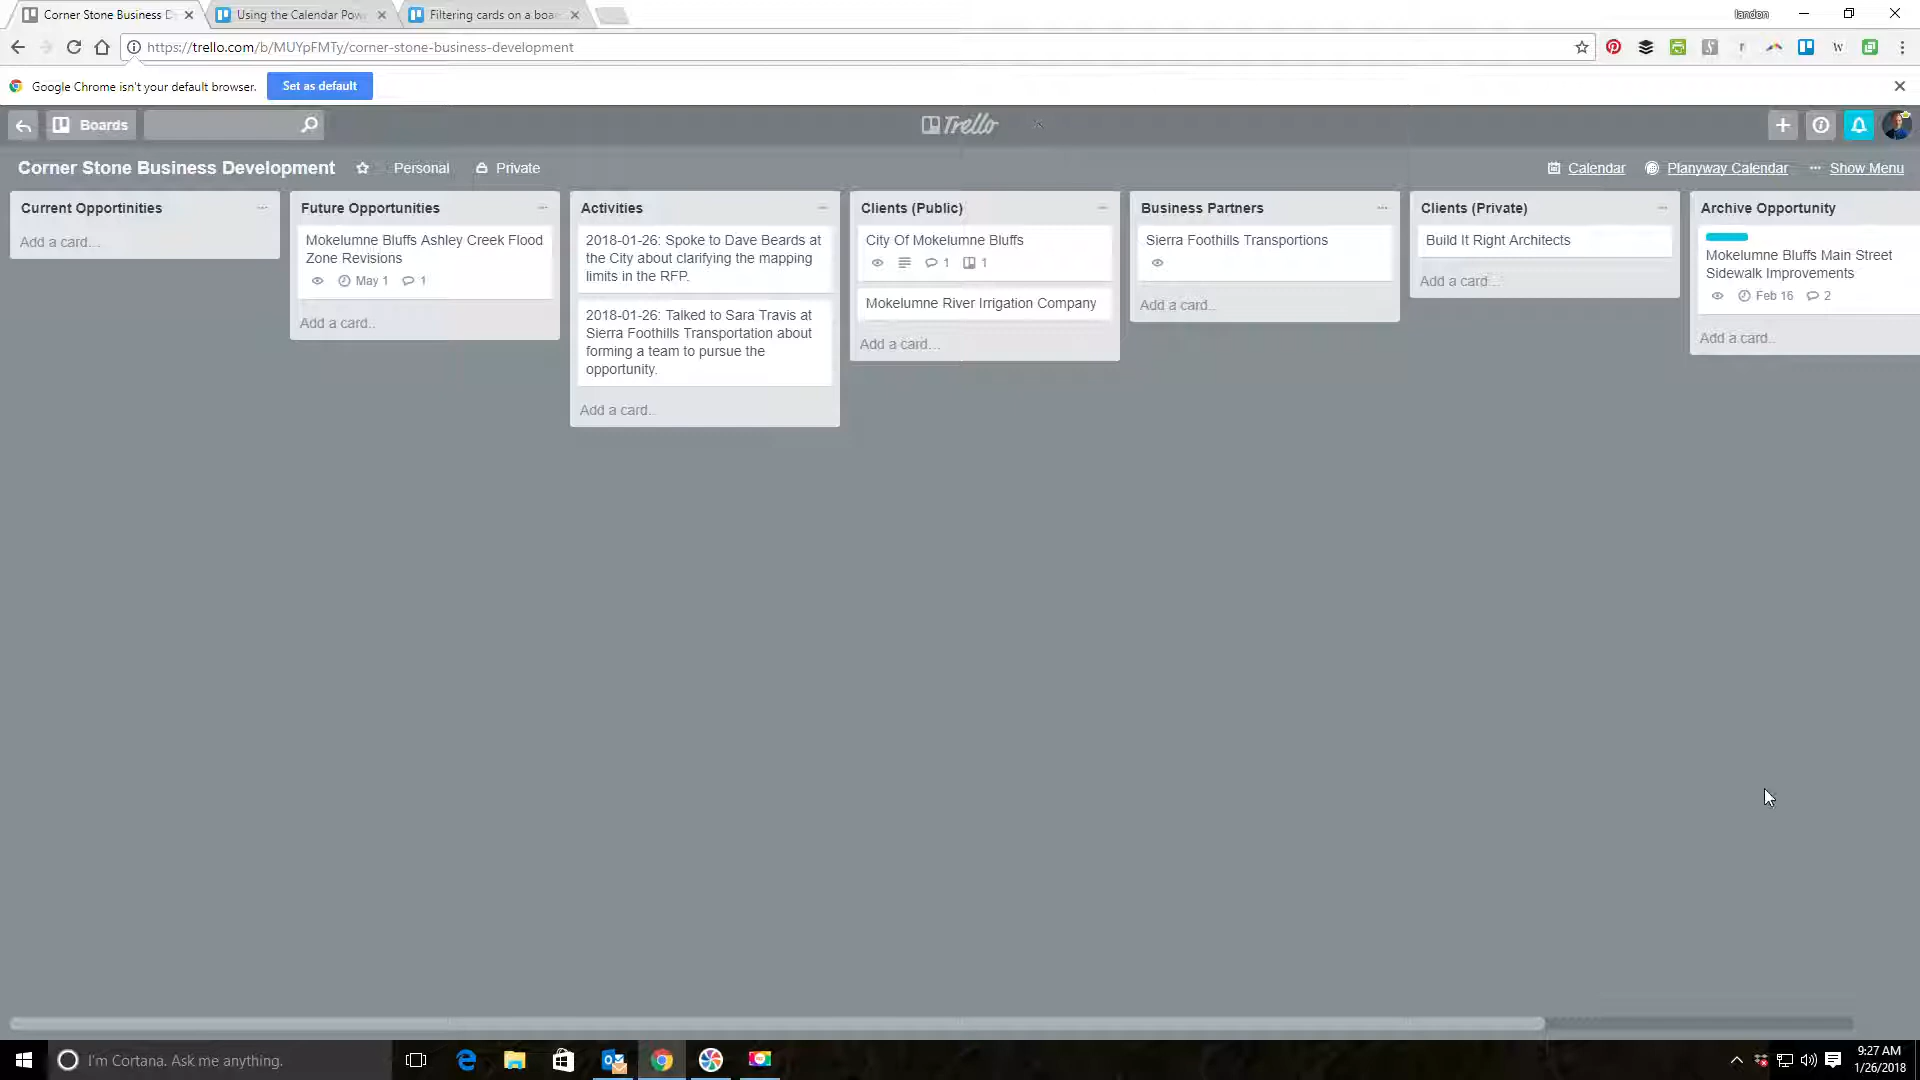 Corner Stone Business D
Using the Calendar Pow
Filtering cards on a boa
landon
https://trello.com/b/MUYpFMTy/corner-stone-business-development
Google Chrome isn't your default browser.
Set as default
Boards
Trello
Corner Stone Business Development
Personal
Private
Calendar
Planyway Calendar
Show Menu
Current Opportinities
Add a card...
Future Opportunities
Mokelumne Bluffs Ashley Creek Flood
Zone Revisions
May 1
1
Add a card..
Activities
2018-01-26: Spoke to Dave Beards at
the City about clarifying the mapping
limits in the RFP.
2018-01-26: Talked to Sara Travis at
Sierra Foothills Transportation about
forming a team to pursue the
opportunity.
Add a card..
Clients (Public)
City Of Mokelumne Bluffs
1
1
Mokelumne River Irrigation Company
Add a card...
Business Partners
Sierra Foothills Transportions
Add a card..
Clients (Private)
Build It Right Architects
Add a card...
Archive Opportunity
Mokelumne Bluffs Main Street
Sidewalk Improvements
Feb 16
2
Add a card..
I'm Cortana. Ask me anything.
9:27 AM
1/26/2018